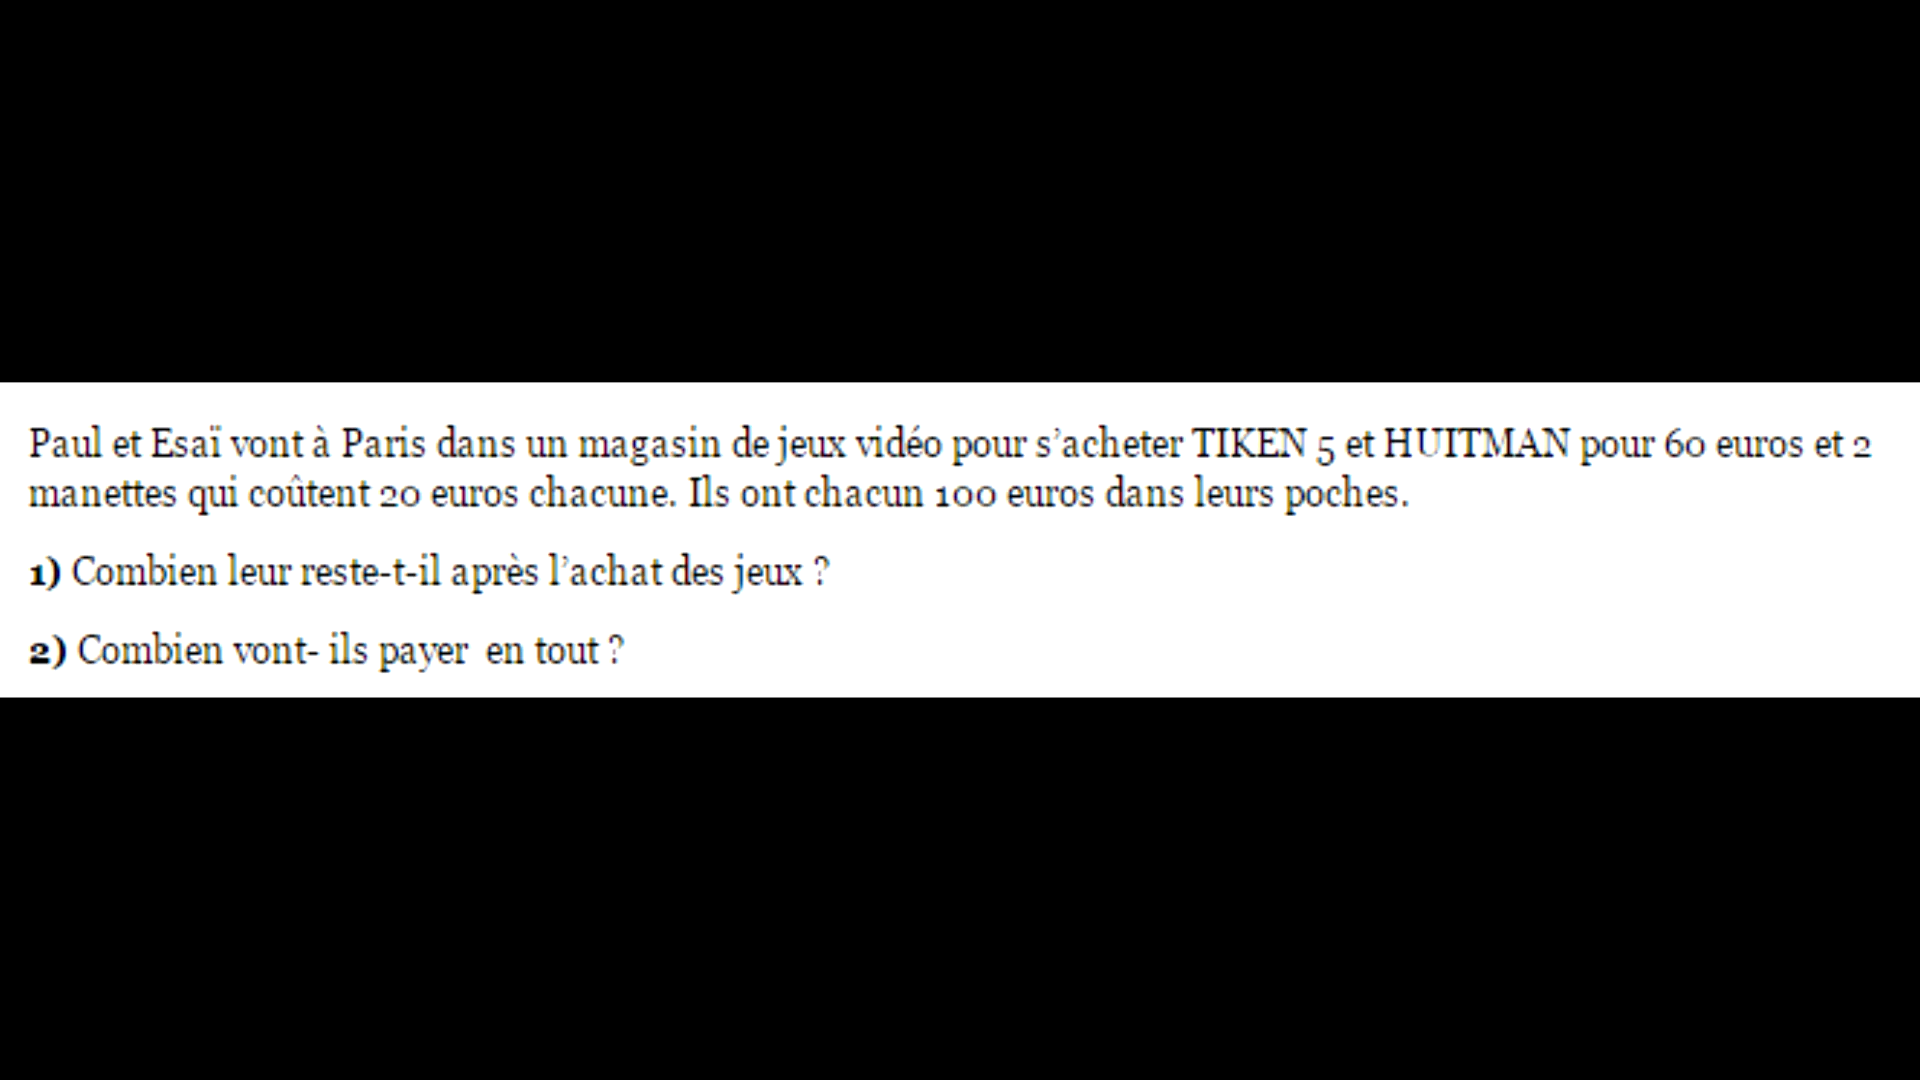 Paul et Esaï vont à Paris dans un magasin de jeux vidéo pour s’acheter TIKEN 5 et HUITMAN pour 60 euros et 2
manettes qui coûtent 20 euros chacune. Ils ont chacun 100 euros dans leurs poches.
1) Combien leur reste-t-il après l’achat des jeux ?
2) Combien vont- ils payer  en tout ?